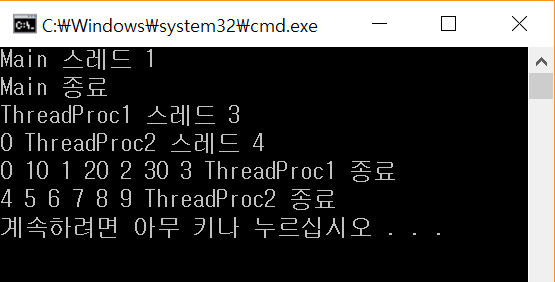 C:₩Windows₩system32₩cmd.exe
Main 스레드 1
Main 종료
ThreadProc1 스레드 3
0 ThreadProc2 스레드 4
0 10 1 20 2 30 3 ThreadProc1 종료
4 5 6 7 8 9 ThreadProc2 종료
계속하려면 아무 키나 누르십시오 . . .